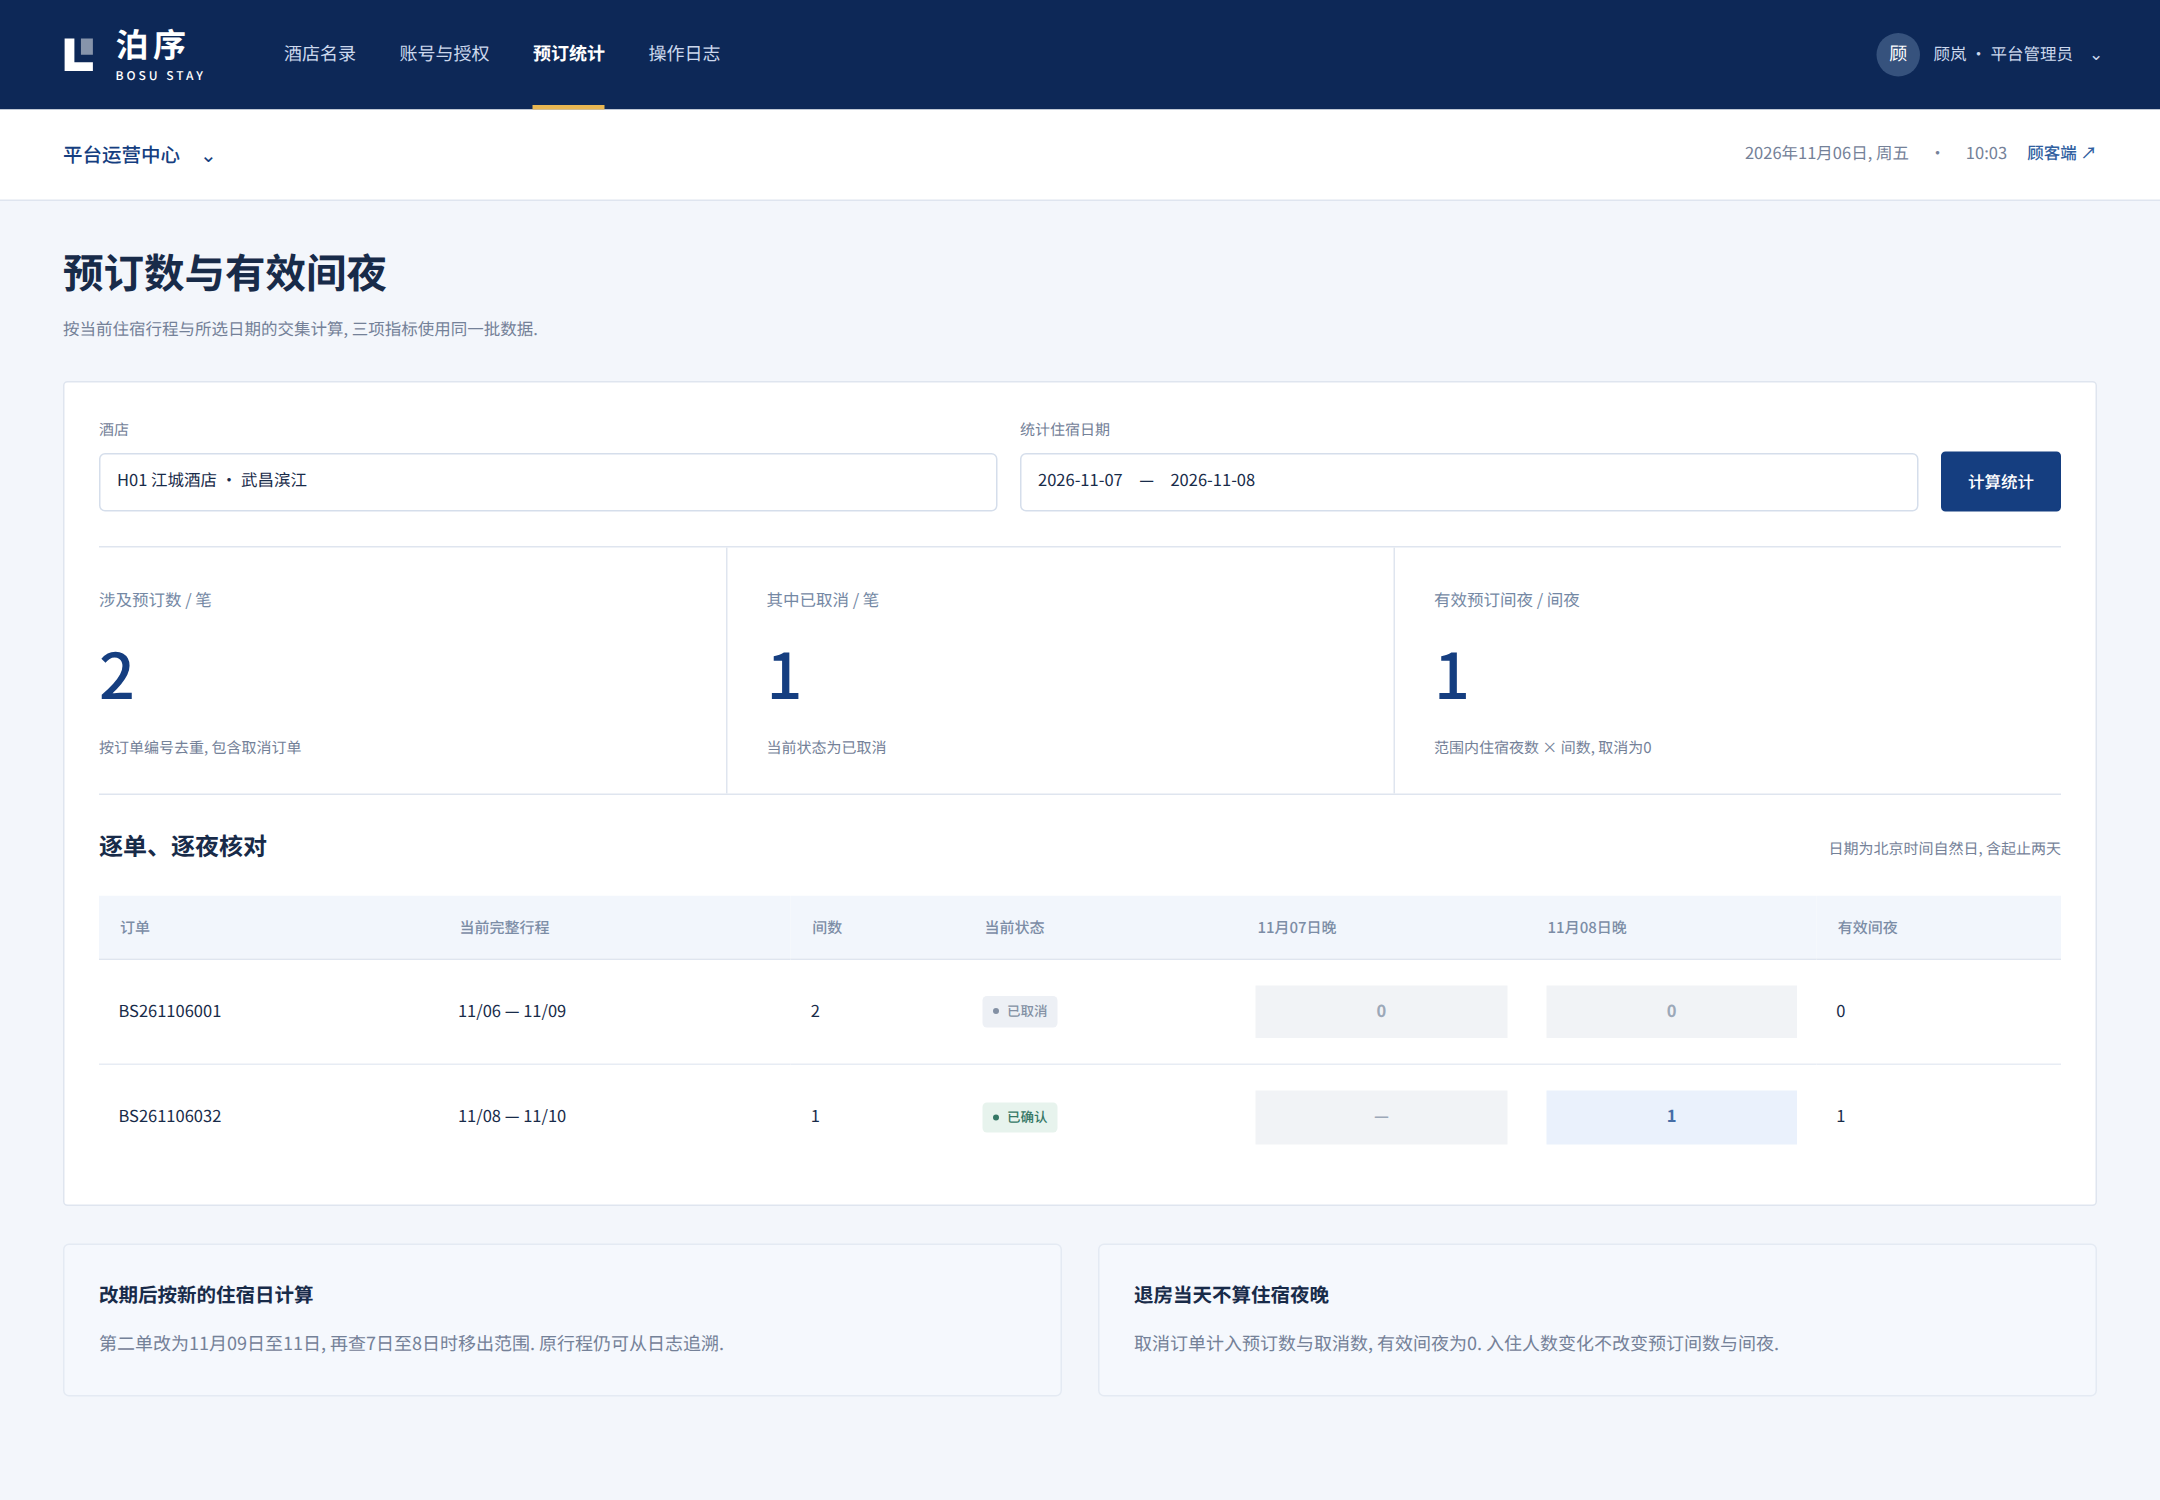 泊序
BOSU STAY
酒店名录 账号与授权 预订统计 操作日志
顾 顾岚 · 平台管理员
平台运营中心
2026年11月06日, 周五 · 10:03 顾客端 ↗
预订数与有效间夜
按当前住宿行程与所选日期的交集计算, 三项指标使用同一批数据.
酒店 统计住宿日期
H01 江城酒店 · 武昌滨江 2026-11-07 — 2026-11-08 计算统计
涉及预订数 / 笔 其中已取消 / 笔 有效预订间夜 / 间夜
2 1 1
按订单编号去重, 包含取消订单 当前状态为已取消 范围内住宿夜数 × 间数, 取消为0
逐单、逐夜核对 日期为北京时间自然日, 含起止两天
订单 当前完整行程 间数 当前状态 11月07日晚 11月08日晚 有效间夜
BS261106001 11/06 — 11/09 2 已取消 0 0 0
BS261106032 11/08 — 11/10 1 已确认 — 1 1
改期后按新的住宿日计算
第二单改为11月09日至11日, 再查7日至8日时移出范围. 原行程仍可从日志追溯.
退房当天不算住宿夜晚
取消订单计入预订数与取消数, 有效间夜为0. 入住人数变化不改变预订间数与间夜.